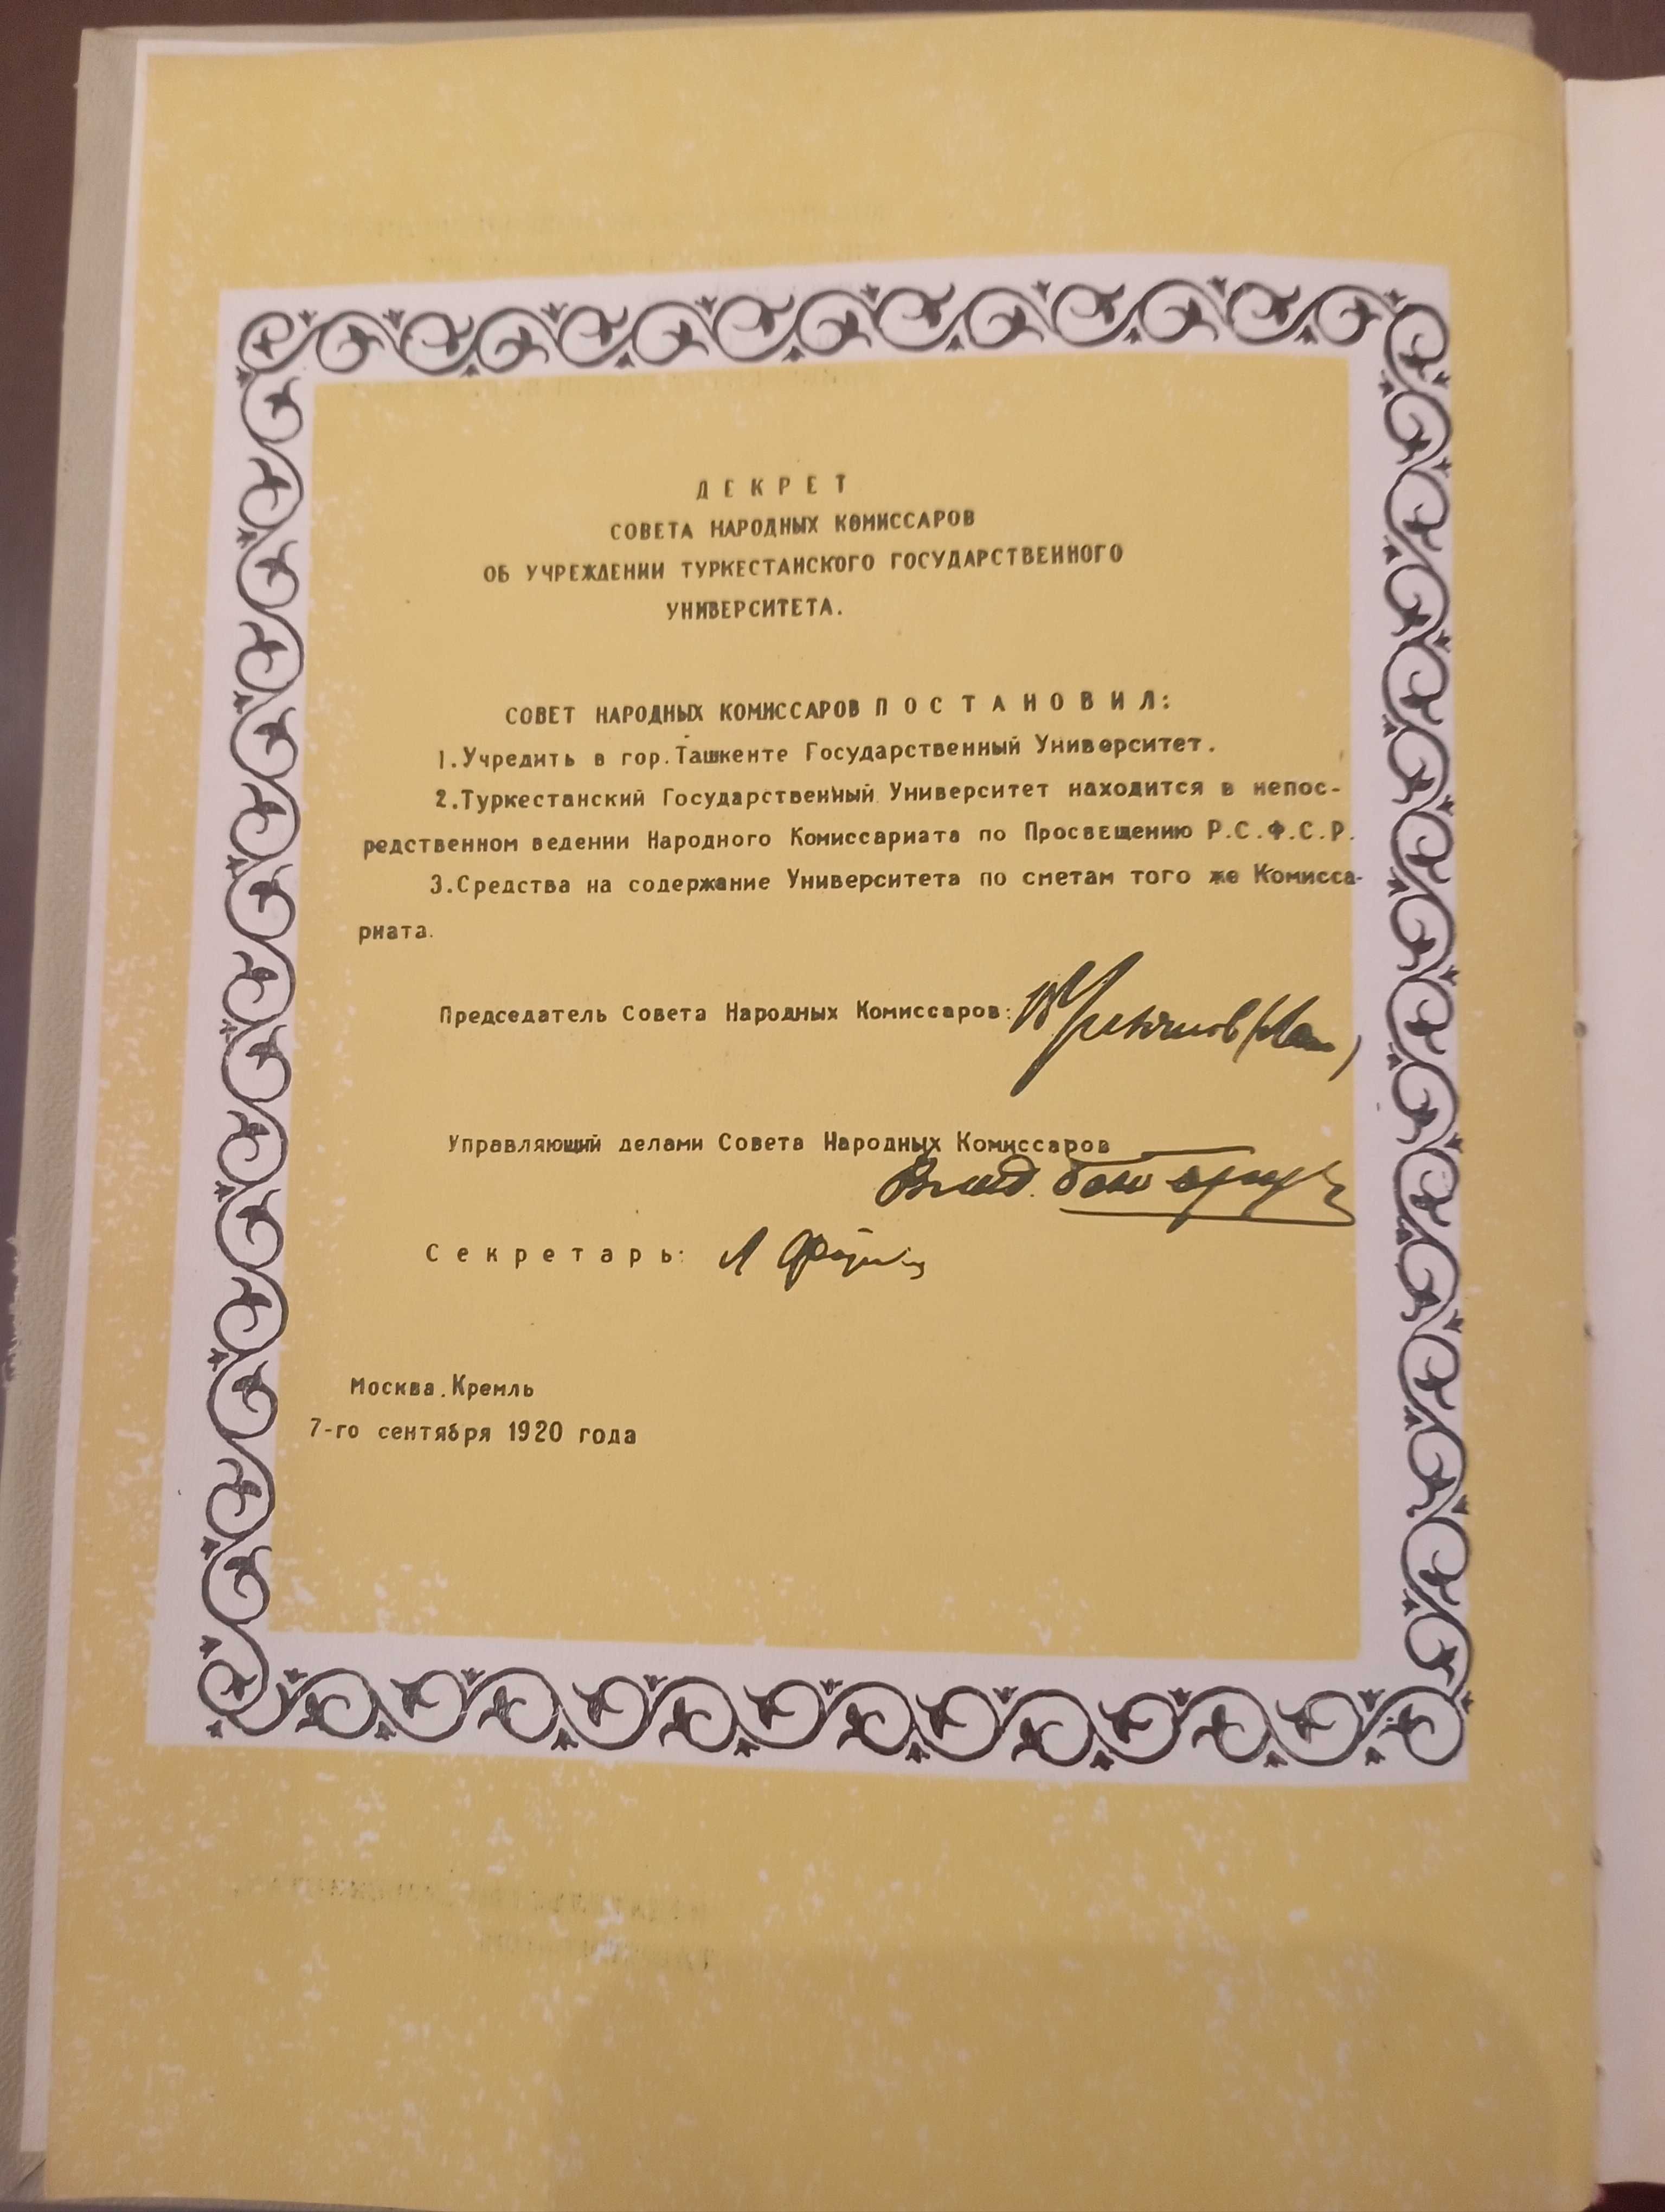 Д Е К Р Е Т
СОВЕТА НАРОДНЫХ КОМИССАРОВ
ОБ УЧРЕЖДЕНИИ ТУРКЕСТАНСКОГО ГОСУДАРСТВЕННОГО
УНИВЕРСИТЕТА.
СОВЕТ НАРОДНЫХ КОМИССАРОВ П О С Т А Н О В И Л:
1.Учредить в гор.Ташкенте Государственный Университет.
2.Туркестанский Государственный Университет находится в непос-
редственном ведении Народного Комиссариата по Просвещению Р.С.Ф.С.Р.
3.Средства на содержание Университета по сметам того же Комисса-
риата.
Председатель Совета Народных Комиссаров:
Управляющий делами Совета Народных Комиссаров
С е к р е т а р ь:
Москва.Кремль
7-го сентября 1920 года